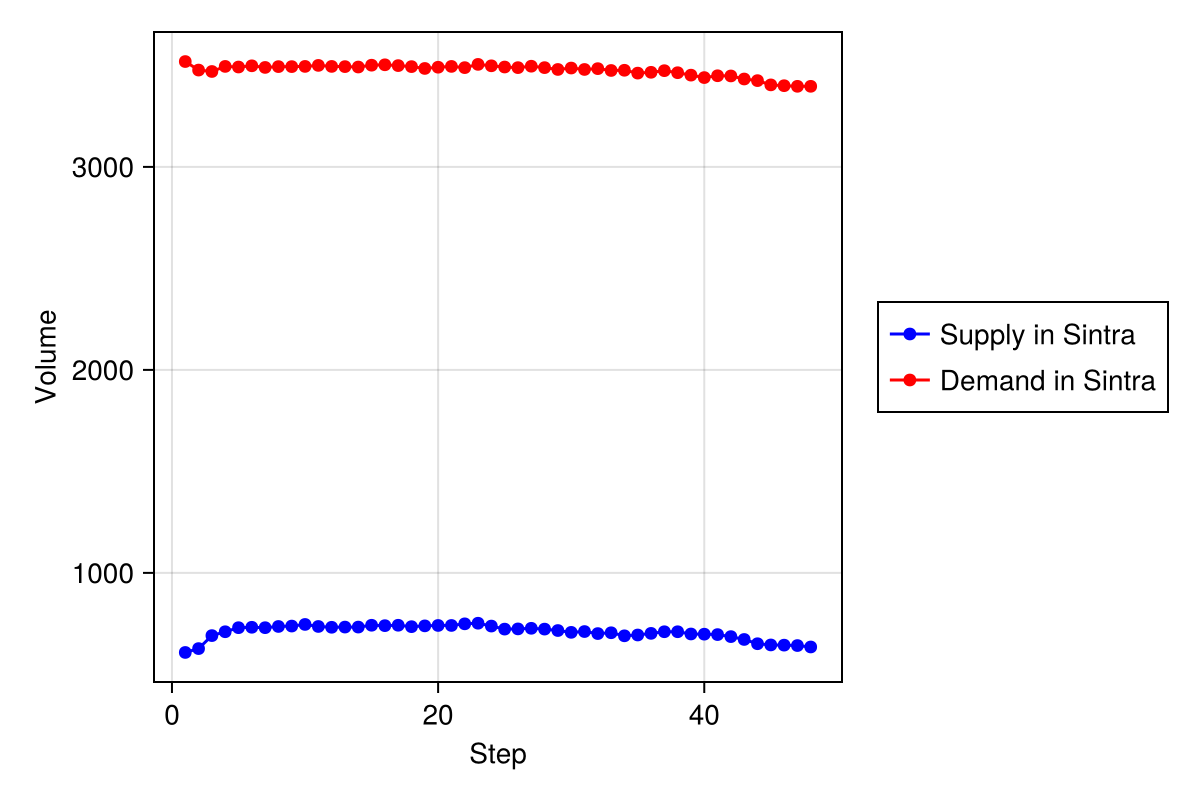 3000
2000
1000
Volume
0 20 40
Step
Supply in Sintra
Demand in Sintra